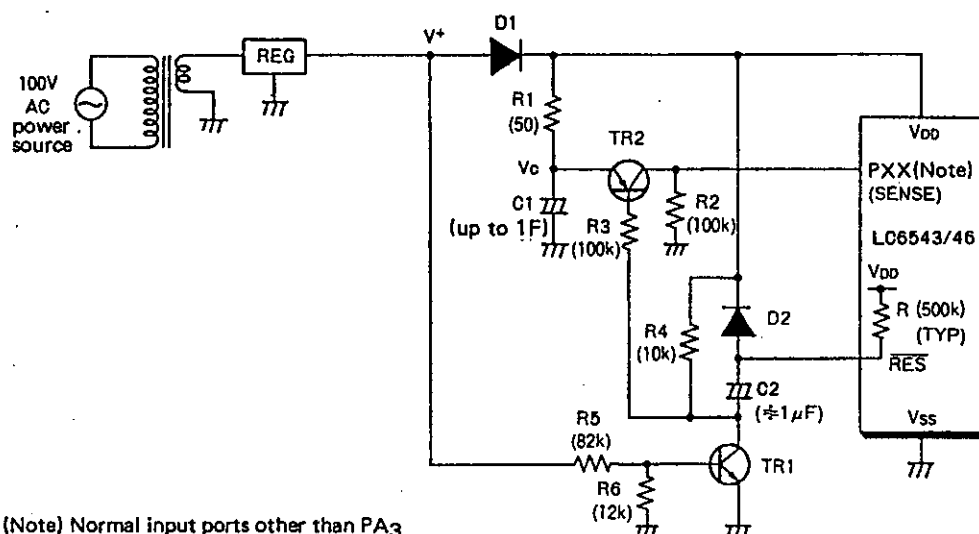 100V
AC
power
source
REG
V+
D1
R1
(50)
TR2
Vc
C1
(up to 1F)
R3
(100k)
R2
(100k)
VDD
PXX(Note)
(SENSE)
LC6543/46
VDD
R (500k)
(TYP)
RES
R4
(10k)
D2
C2
(≑1μF)
VSS
R5
(82k)
R6
(12k)
TR1
(Note) Normal input ports other than PA3